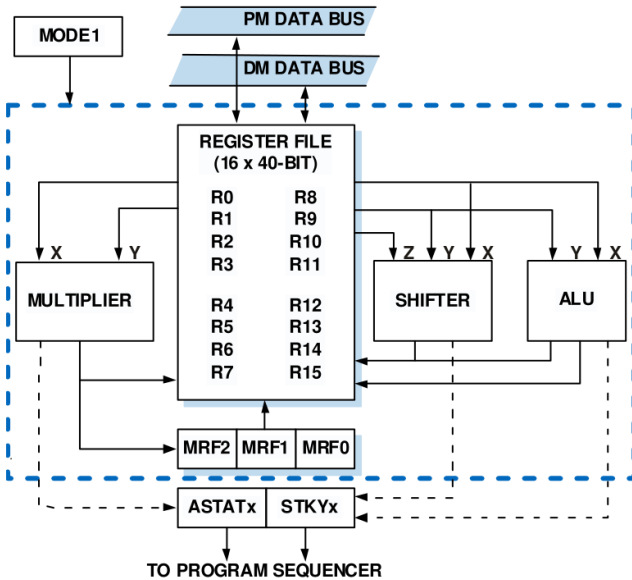 PM DATA BUS
MODE1
DM DATA BUS
REGISTER FILE
(16 x 40-BIT)
R0 R8
R1 R9
R2 R10
R3 R11
X Y Z Y X Y X
MULTIPLIER SHIFTER ALU
R4 R12
R5 R13
R6 R14
R7 R15
MRF2 MRF1 MRF0
ASTATx STKYx
TO PROGRAM SEQUENCER